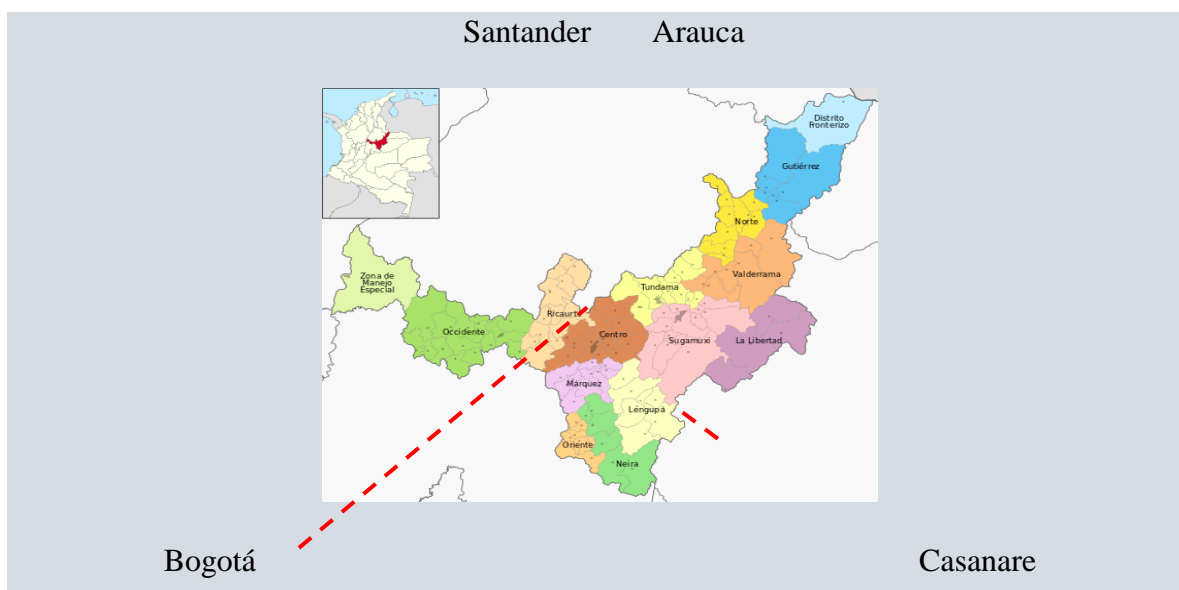 Santander Arauca
Distrito
Fronterizo
Gutiérrez
Norte
Valderrama
Tundama
Zona de
Manejo
Especial
Ricaurte
Occidente
Centro
Sugamuxi
La Libertad
Márquez
Lengupá
Oriente
Neira
Bogotá
Casanare